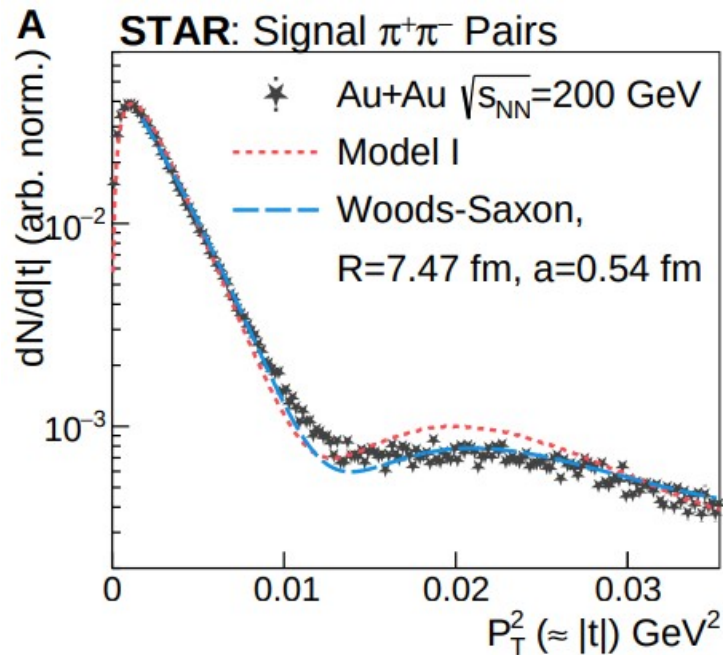 A
STAR: Signal π⁺π⁻ Pairs
Au+Au √s_NN=200 GeV
Model I
Woods-Saxon,
R=7.47 fm, a=0.54 fm
dN/d|t| (arb. norm.)
10⁻²
10⁻³
0 0.01 0.02 0.03
P_T² (≈ |t|) GeV²